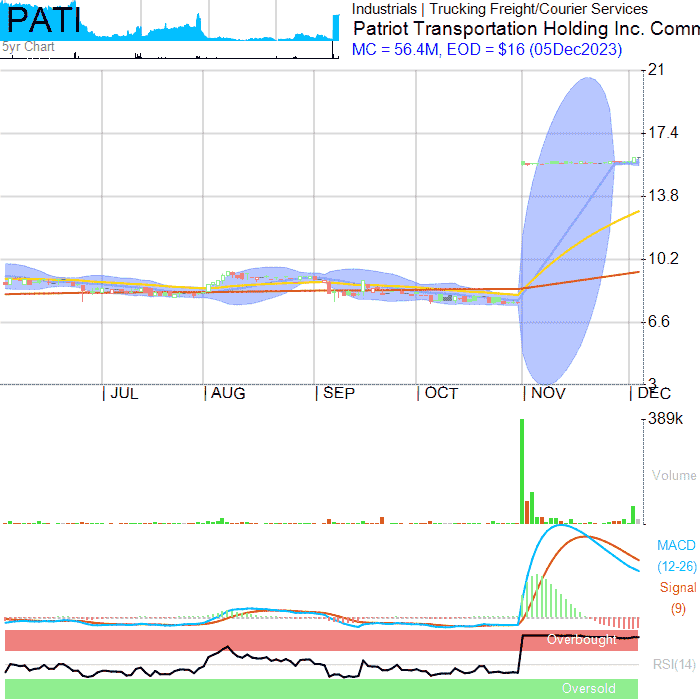 PATI
5yr Chart
Industrials | Trucking Freight/Courier Services
Patriot Transportation Holding Inc. Comm
MC = 56.4M, EOD = $16 (05Dec2023)
21
17.4
13.8
10.2
6.6
3
| JUL | AUG | SEP | OCT | NOV | DEC
389k
Volume
MACD
(12-26)
Signal
(9)
Overbought
RSI(14)
Oversold